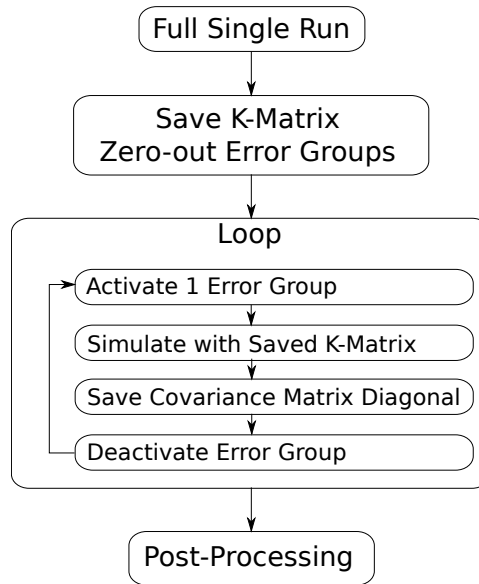 Full Single Run
Save K-Matrix
Zero-out Error Groups
Loop
Activate 1 Error Group
Simulate with Saved K-Matrix
Save Covariance Matrix Diagonal
Deactivate Error Group
Post-Processing